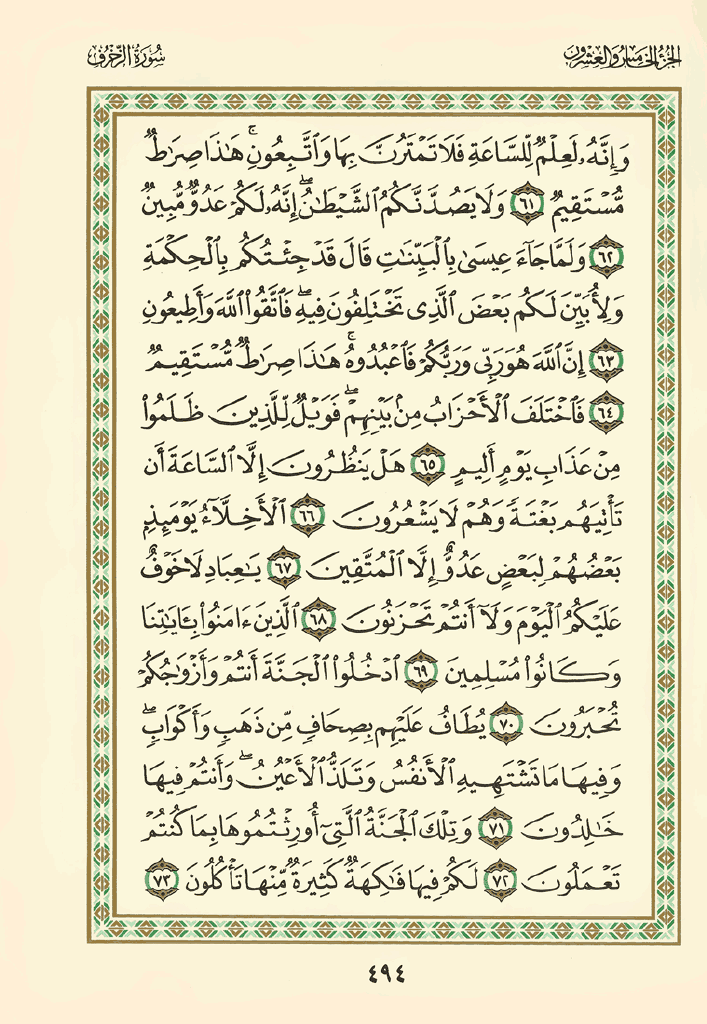 الجزء الخامس والعشرون
سورة الزخرف
وَإِنَّهُۥ لَعِلْمٌ لِّلسَّاعَةِ فَلَا تَمْتَرُنَّ بِهَا وَٱتَّبِعُونِ ۚ هَـٰذَا صِرَٰطٌ
مُّسْتَقِيمٌ ٦١ وَلَا يَصُدَّنَّكُمُ ٱلشَّيْطَـٰنُ ۖ إِنَّهُۥ لَكُمْ عَدُوٌّ مُّبِينٌ
٦٢ وَلَمَّا جَآءَ عِيسَىٰ بِٱلْبَيِّنَـٰتِ قَالَ قَدْ جِئْتُكُم بِٱلْحِكْمَةِ
وَلِأُبَيِّنَ لَكُم بَعْضَ ٱلَّذِى تَخْتَلِفُونَ فِيهِ ۖ فَٱتَّقُوا۟ ٱللَّهَ وَأَطِيعُونِ
٦٣ إِنَّ ٱللَّهَ هُوَ رَبِّى وَرَبُّكُمْ فَٱعْبُدُوهُ ۚ هَـٰذَا صِرَٰطٌ مُّسْتَقِيمٌ
٦٤ فَٱخْتَلَفَ ٱلْأَحْزَابُ مِنۢ بَيْنِهِمْ ۖ فَوَيْلٌ لِّلَّذِينَ ظَلَمُوا۟
مِنْ عَذَابِ يَوْمٍ أَلِيمٍ ٦٥ هَلْ يَنظُرُونَ إِلَّا ٱلسَّاعَةَ أَن
تَأْتِيَهُم بَغْتَةً وَهُمْ لَا يَشْعُرُونَ ٦٦ ٱلْأَخِلَّآءُ يَوْمَئِذٍۭ
بَعْضُهُمْ لِبَعْضٍ عَدُوٌّ إِلَّا ٱلْمُتَّقِينَ ٦٧ يَـٰعِبَادِ لَا خَوْفٌ
عَلَيْكُمُ ٱلْيَوْمَ وَلَآ أَنتُمْ تَحْزَنُونَ ٦٨ ٱلَّذِينَ ءَامَنُوا۟ بِـَٔايَـٰتِنَا
وَكَانُوا۟ مُسْلِمِينَ ٦٩ ٱدْخُلُوا۟ ٱلْجَنَّةَ أَنتُمْ وَأَزْوَٰجُكُمْ
تُحْبَرُونَ ٧٠ يُطَافُ عَلَيْهِم بِصِحَافٍ مِّن ذَهَبٍ وَأَكْوَابٍ ۖ
وَفِيهَا مَا تَشْتَهِيهِ ٱلْأَنفُسُ وَتَلَذُّ ٱلْأَعْيُنُ ۖ وَأَنتُمْ فِيهَا
خَـٰلِدُونَ ٧١ وَتِلْكَ ٱلْجَنَّةُ ٱلَّتِىٓ أُورِثْتُمُوهَا بِمَا كُنتُمْ
تَعْمَلُونَ ٧٢ لَكُمْ فِيهَا فَـٰكِهَةٌ كَثِيرَةٌ مِّنْهَا تَأْكُلُونَ ٧٣
٤٩٤